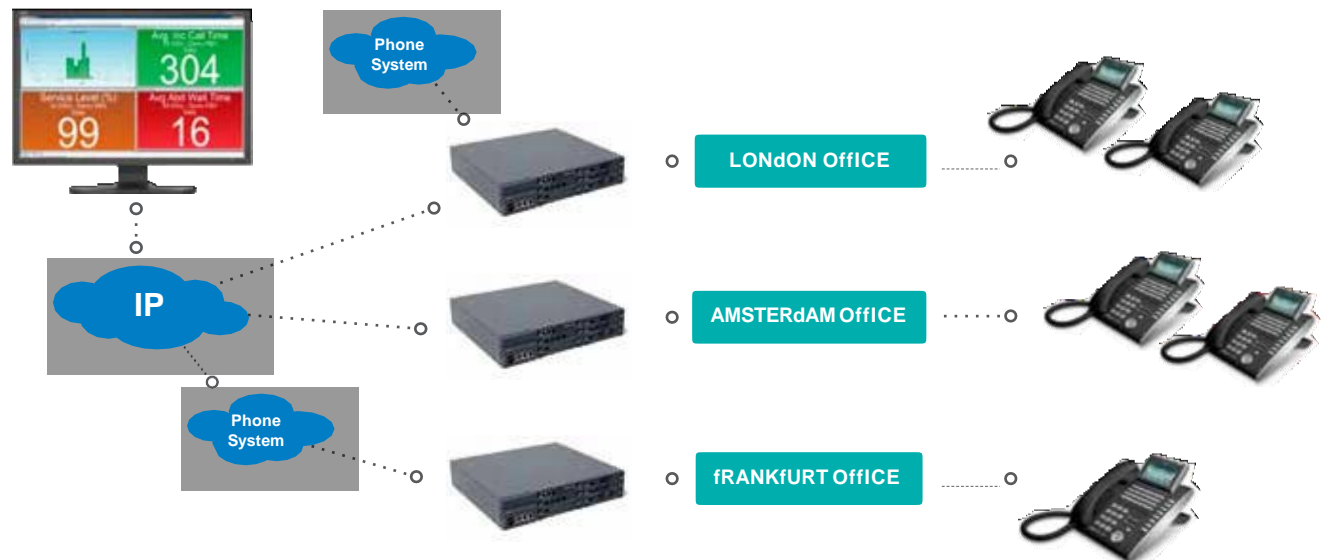 Avg Inc Call Time
304
Service Level (%)
99
Avg Abd Wait Time
16
Phone
System
LONdON OffICE
IP
AMSTERdAM OffICE
Phone
System
fRANKfURT OffICE